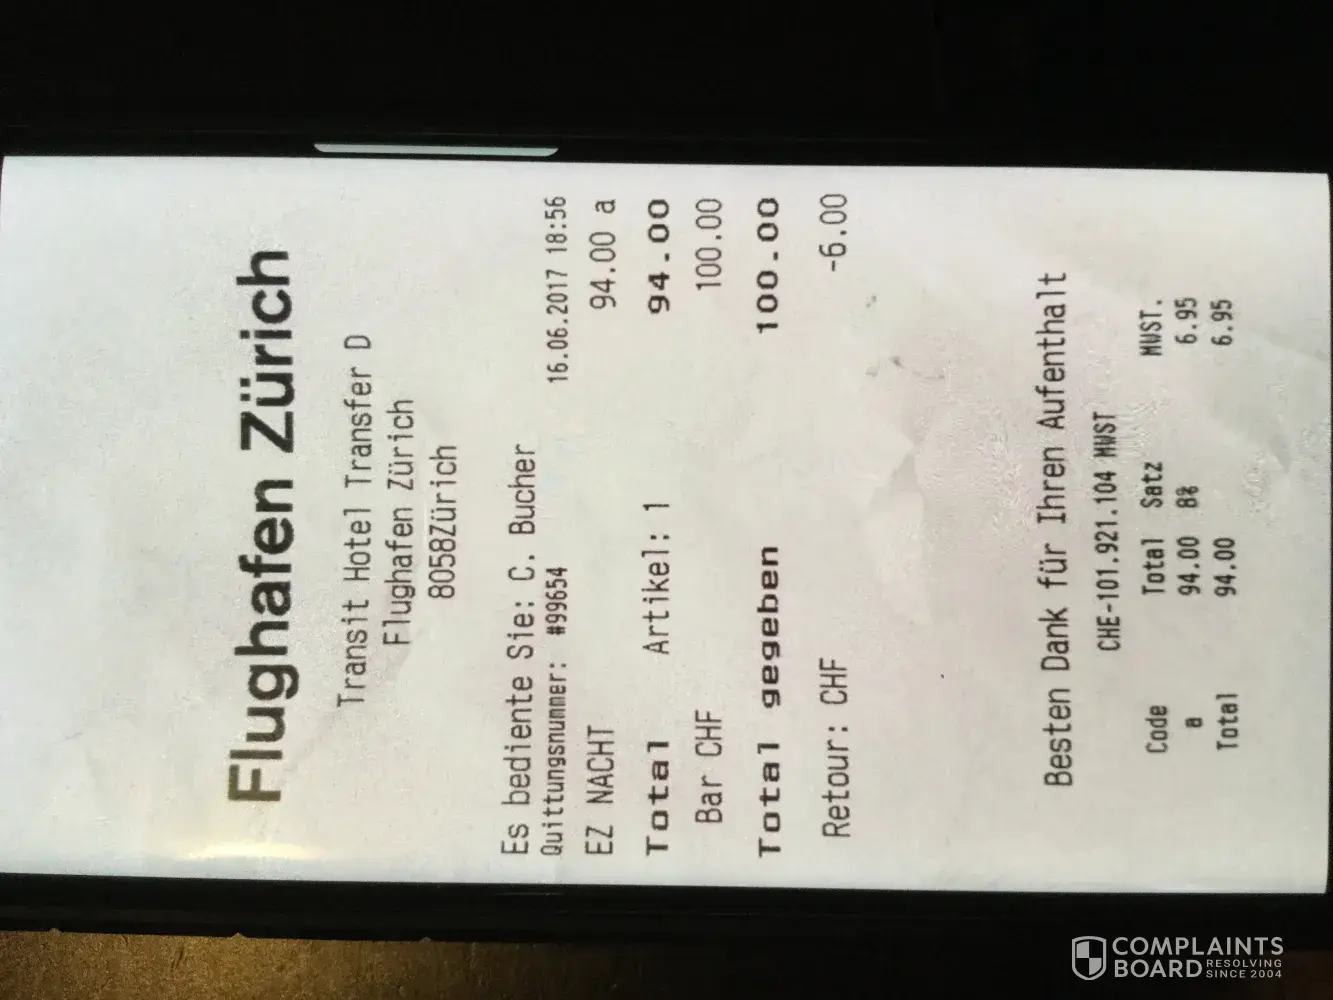 Flughafen Zürich
Transit Hotel Transfer D
Flughafen Zürich
8058Zürich
Es bediente Sie: C. Bucher
Quittungsnummer: #99654 16.06.2017 18:56
EZ NACHT 94.00 a
Total Artikel: 1 94.00
Bar CHF 100.00
Total gegeben 100.00
Retour: CHF -6.00
Besten Dank für Ihren Aufenthalt
CHE-101.921.104 MWST
Code Total Satz MWST.
a 94.00 8% 6.95
Total 94.00 6.95
COMPLAINTS
BOARD RESOLVING
SINCE 2004